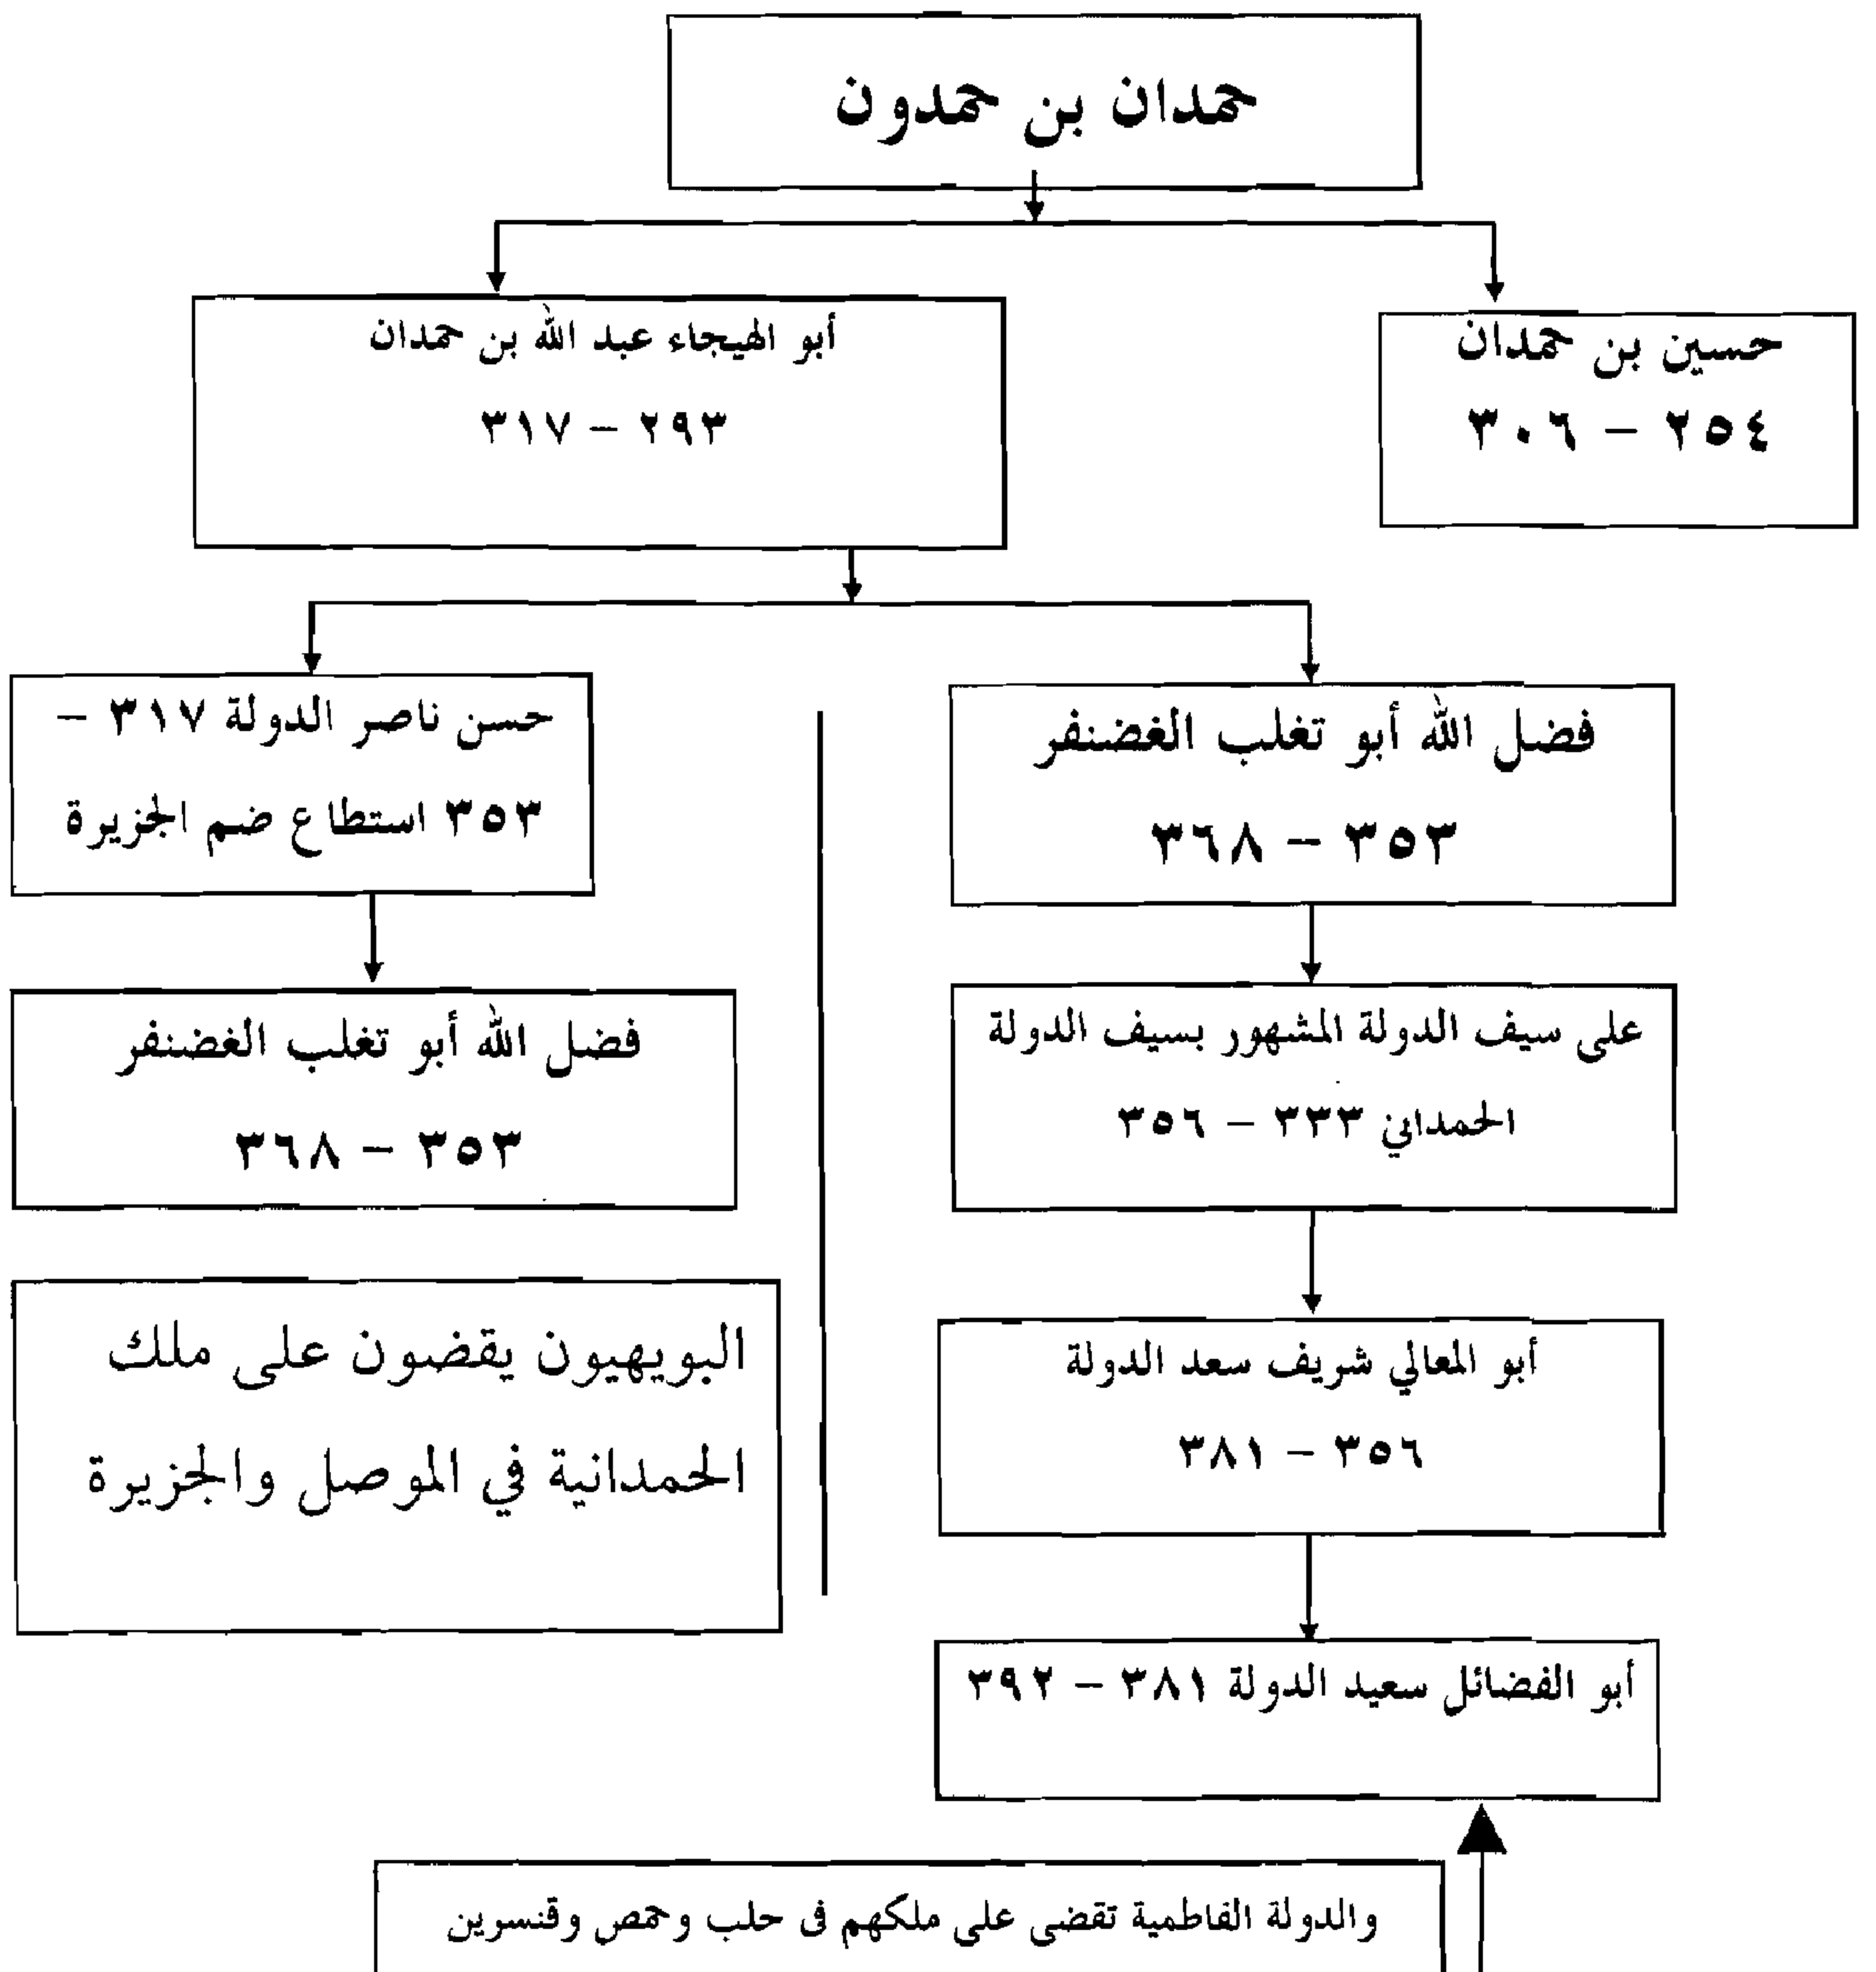 حمدان بن حمدون
حسين بن حمدان
٢٥٤ – ٣٠٦
أبو الهيجاء عبد الله بن حمدان
٢٩٣ – ٣١٧
فضل الله أبو تغلب الغضنفر
٣٥٣ – ٣٦٨
على سيف الدولة المشهور بسيف الدولة
الحمداني ٣٣٣ – ٣٥٦
أبو المعالي شريف سعد الدولة
٣٥٦ – ٣٨١
أبو الفضائل سعيد الدولة ٣٨١ – ٣٩٢
حسن ناصر الدولة ٣١٧ –
٣٥٣ استطاع ضم الجزيرة
فضل الله أبو تغلب الغضنفر
٣٥٣ – ٣٦٨
البويهيون يقضون على ملك
الحمدانية في الموصل والجزيرة
والدولة الفاطمية تقضى على ملكهم فى حلب وحمص وقنسرين